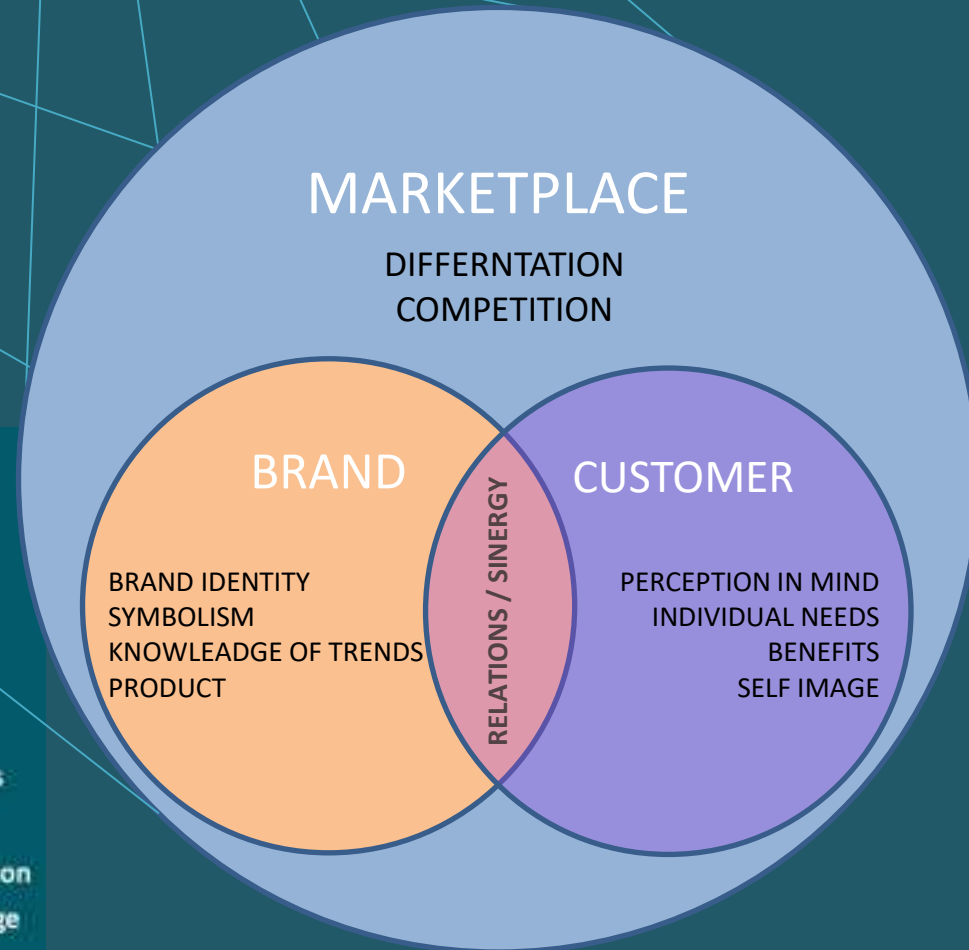 MARKETPLACE
DIFFERNTATION
COMPETITION
BRAND
BRAND IDENTITY
SYMBOLISM
KNOWLEADGE OF TRENDS
PRODUCT
RELATIONS / SINERGY
CUSTOMER
PERCEPTION IN MIND
INDIVIDUAL NEEDS
BENEFITS
SELF IMAGE